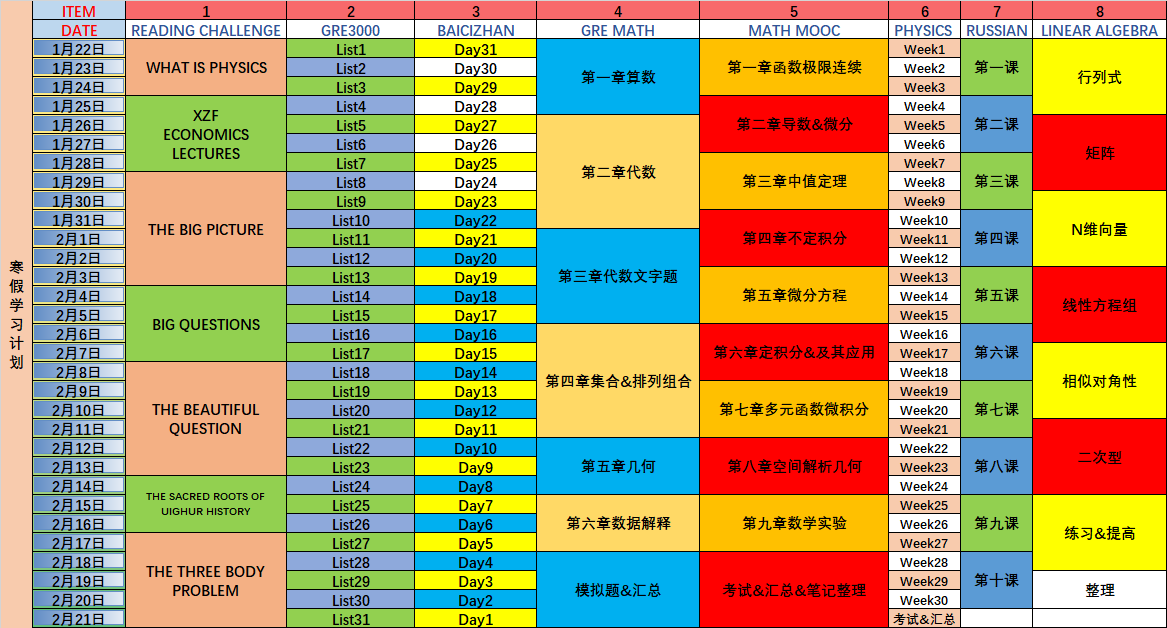 寒假学习计划
ITEM 1 2 3 4 5 6 7 8
DATE READING CHALLENGE GRE3000 BAICIZHAN GRE MATH MATH MOOC PHYSICS RUSSIAN LINEAR ALGEBRA
1月22日 WHAT IS PHYSICS List1 Day31 第一章算数 第一章函数极限连续 Week1 第一课 行列式
1月23日 List2 Day30 Week2
1月24日 List3 Day29 Week3
1月25日 XZF ECONOMICS LECTURES List4 Day28 第二章导数&微分 Week4 第二课
1月26日 List5 Day27 第二章代数 Week5 矩阵
1月27日 List6 Day26 Week6
1月28日 List7 Day25 第三章中值定理 Week7 第三课
1月29日 THE BIG PICTURE List8 Day24 Week8
1月30日 List9 Day23 Week9 N维向量
1月31日 List10 Day22 第四章不定积分 Week10 第四课
2月1日 List11 Day21 第三章代数文字题 Week11
2月2日 List12 Day20 Week12
2月3日 List13 Day19 第五章微分方程 Week13 第五课 线性方程组
2月4日 BIG QUESTIONS List14 Day18 Week14
2月5日 List15 Day17 Week15
2月6日 List16 Day16 第四章集合&排列组合 第六章定积分&及其应用 Week16 第六课
2月7日 List17 Day15 Week17 相似对角性
2月8日 THE BEAUTIFUL QUESTION List18 Day14 Week18
2月9日 List19 Day13 第七章多元函数微积分 Week19 第七课
2月10日 List20 Day12 Week20
2月11日 List21 Day11 Week21 二次型
2月12日 List22 Day10 第五章几何 第八章空间解析几何 Week22 第八课
2月13日 List23 Day9 Week23
2月14日 THE SACRED ROOTS OF UIGHUR HISTORY List24 Day8 Week24
2月15日 List25 Day7 第六章数据解释 第九章数学实验 Week25 第九课 练习&提高
2月16日 List26 Day6 Week26
2月17日 THE THREE BODY PROBLEM List27 Day5 Week27
2月18日 List28 Day4 模拟题&汇总 考试&汇总&笔记整理 Week28 第十课
2月19日 List29 Day3 Week29 整理
2月20日 List30 Day2 Week30
2月21日 List31 Day1 考试&汇总